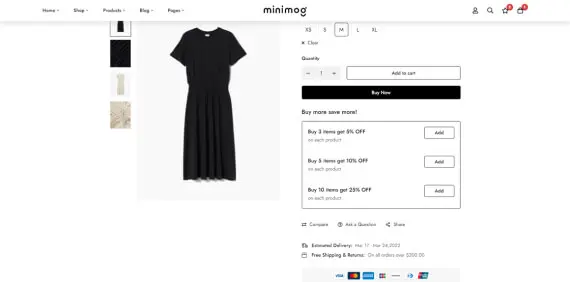 Home Shop Products Blog Pages minimog
XS S M L XL
× Clear
Quantity
− 1 + Add to cart
Buy Now
Buy more save more!
Buy 3 items get 5% OFF Add
on each product
Buy 5 items get 10% OFF Add
on each product
Buy 10 items get 25% OFF Add
on each product
Compare Ask a Question Share
Estimated Delivery: Mar 17 - Mar 24, 2022
Free Shipping & Returns: On all orders over $200.00
VISA